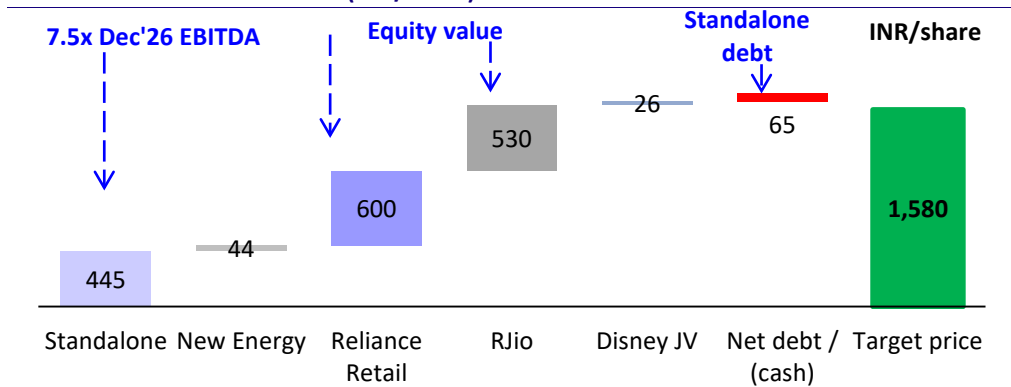 7.5x Dec'26 EBITDA
Equity value
Standalone
debt
INR/share
445
44
600
530
26
65
1,580
Standalone
New Energy
Reliance
Retail
RJio
Disney JV
Net debt /
(cash)
Target price